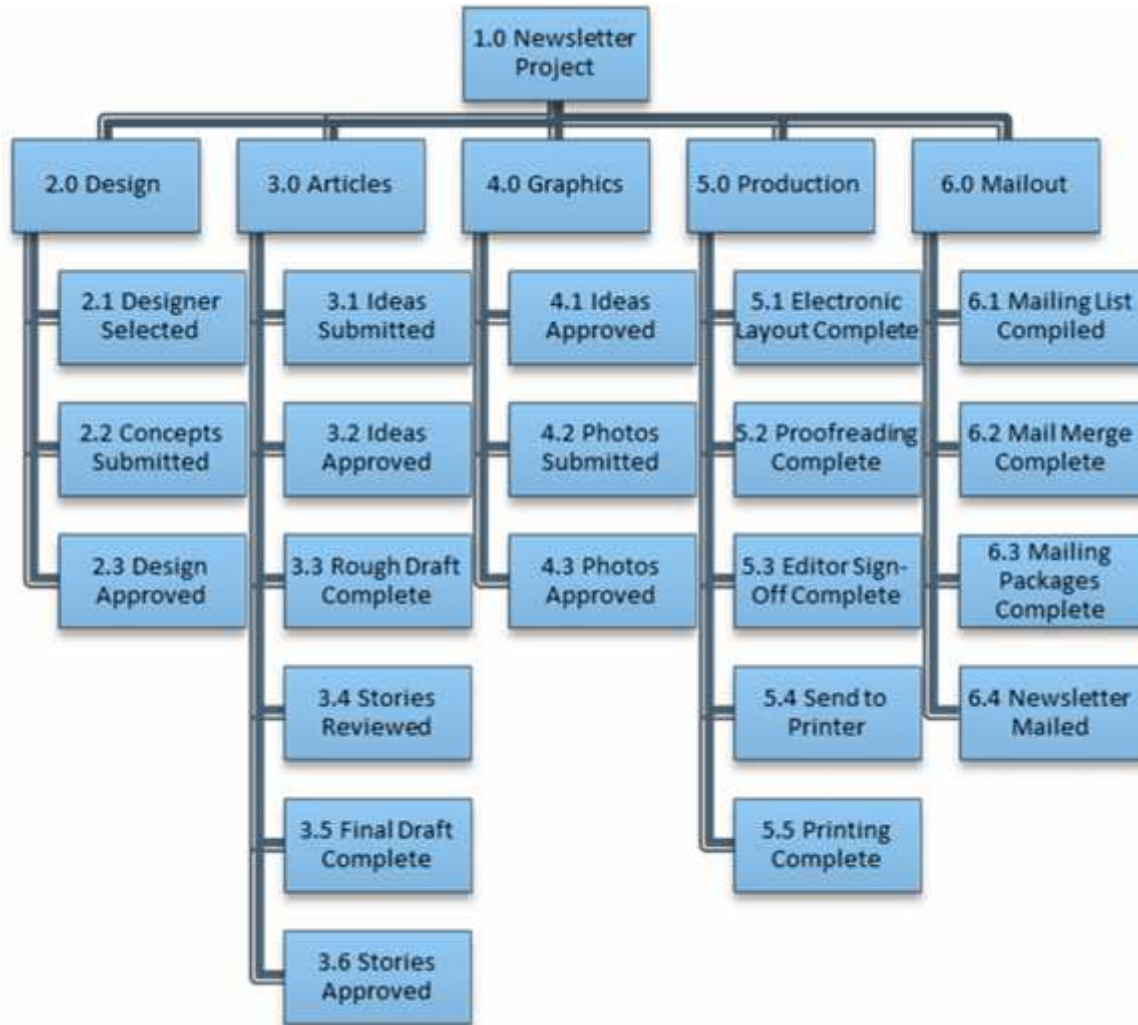 1.0 Newsletter
Project
2.0 Design
3.0 Articles
4.0 Graphics
5.0 Production
6.0 Mailout
2.1 Designer
Selected
2.2 Concepts
Submitted
2.3 Design
Approved
3.1 Ideas
Submitted
3.2 Ideas
Approved
3.3 Rough Draft
Complete
3.4 Stories
Reviewed
3.5 Final Draft
Complete
3.6 Stories
Approved
4.1 Ideas
Approved
4.2 Photos
Submitted
4.3 Photos
Approved
5.1 Electronic
Layout Complete
5.2 Proofreading
Complete
5.3 Editor Sign-
Off Complete
5.4 Send to
Printer
5.5 Printing
Complete
6.1 Mailing List
Compiled
6.2 Mail Merge
Complete
6.3 Mailing
Packages
Complete
6.4 Newsletter
Mailed